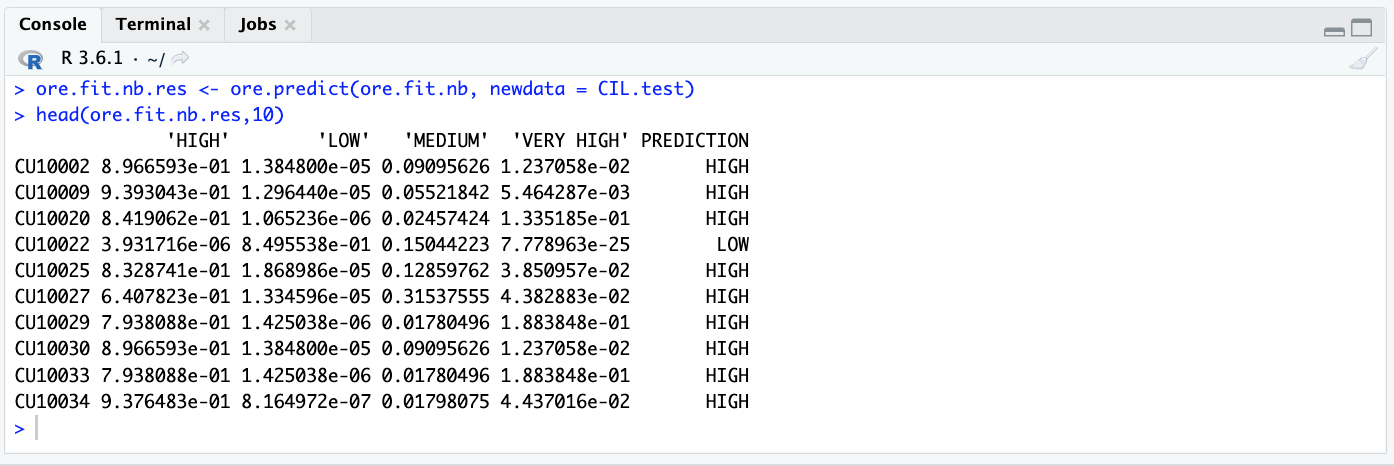 Console Terminal Jobs
R R 3.6.1 · ~/
> ore.fit.nb.res <- ore.predict(ore.fit.nb, newdata = CIL.test)
> head(ore.fit.nb.res,10)
'HIGH' 'LOW' 'MEDIUM' 'VERY HIGH' PREDICTION
CU10002 8.966593e-01 1.384800e-05 0.09095626 1.237058e-02 HIGH
CU10009 9.393043e-01 1.296440e-05 0.05521842 5.464287e-03 HIGH
CU10020 8.419062e-01 1.065236e-06 0.02457424 1.335185e-01 HIGH
CU10022 3.931716e-06 8.495538e-01 0.15044223 7.778963e-25 LOW
CU10025 8.328741e-01 1.868986e-05 0.12859762 3.850957e-02 HIGH
CU10027 6.407823e-01 1.334596e-05 0.31537555 4.382883e-02 HIGH
CU10029 7.938088e-01 1.425038e-06 0.01780496 1.883848e-01 HIGH
CU10030 8.966593e-01 1.384800e-05 0.09095626 1.237058e-02 HIGH
CU10033 7.938088e-01 1.425038e-06 0.01780496 1.883848e-01 HIGH
CU10034 9.376483e-01 8.164972e-07 0.01798075 4.437016e-02 HIGH
>